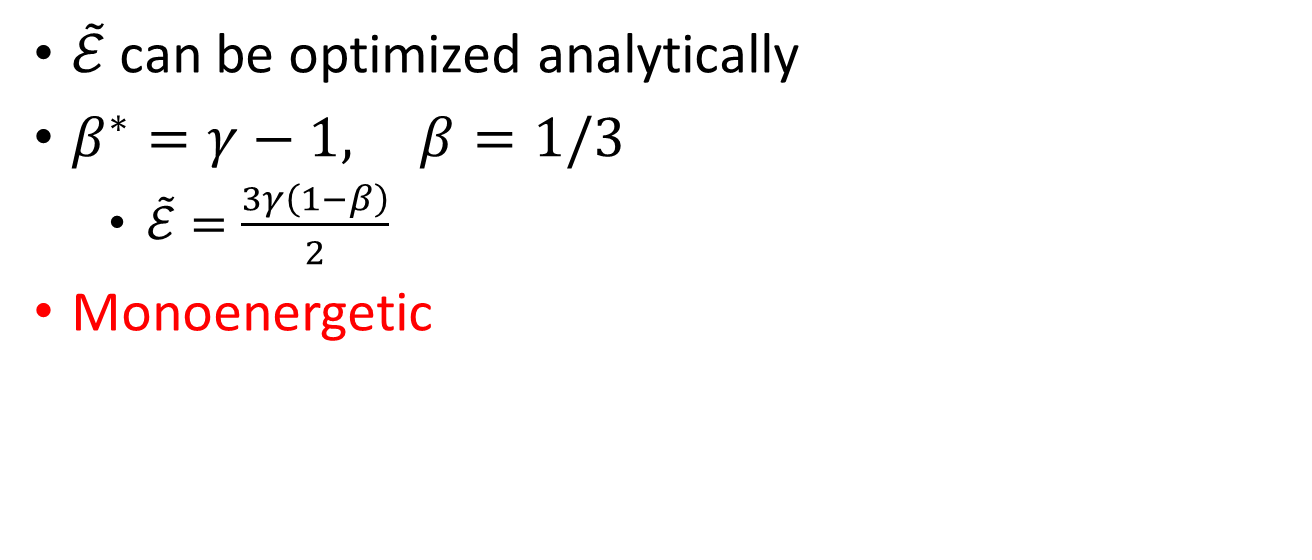 • ℰ̃ can be optimized analytically
• β* = γ − 1, β = 1/3
• ℰ̃ = 3γ(1−β)/2
• Monoenergetic